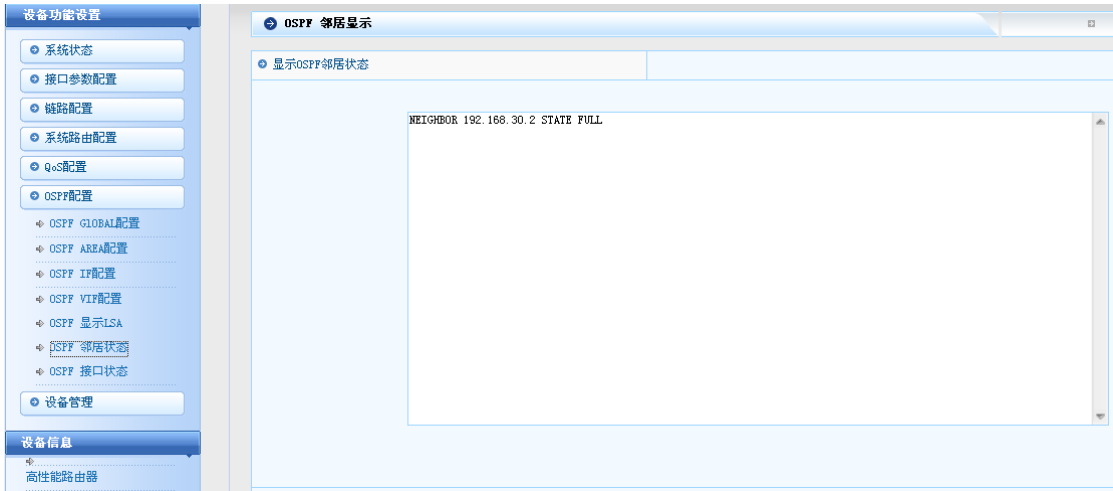 设备功能设置
系统状态
接口参数配置
链路配置
系统路由配置
QoS配置
OSPF配置
OSPF GlOBAL配置
OSPF AREA配置
OSPF IF配置
OSPF VIF配置
OSPF 显示LSA
OSPF 邻居状态
OSPF 接口状态
设备管理
设备信息
高性能路由器
OSPF 邻居显示
显示OSPF邻居状态
NEIGHBOR 192.168.30.2 STATE FULL